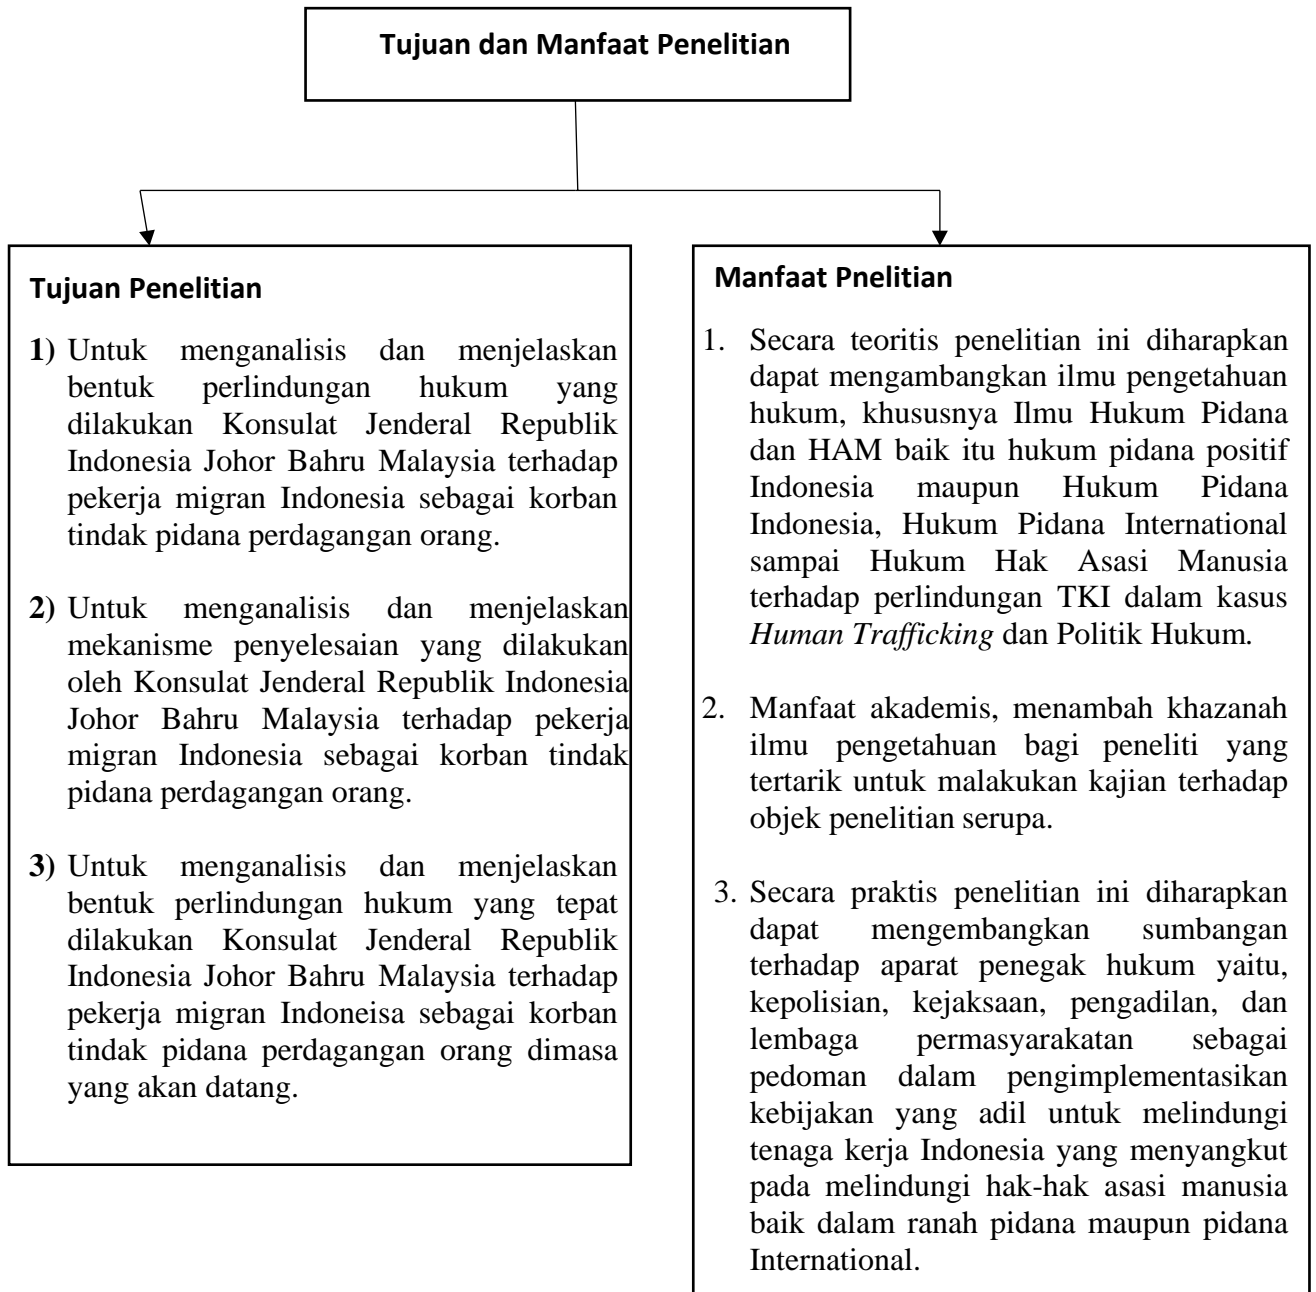 Tujuan dan Manfaat Penelitian
Tujuan Penelitian
1) Untuk menganalisis dan menjelaskan
bentuk perlindungan hukum yang
dilakukan Konsulat Jenderal Republik
Indonesia Johor Bahru Malaysia terhadap
pekerja migran Indonesia sebagai korban
tindak pidana perdagangan orang.
2) Untuk menganalisis dan menjelaskan
mekanisme penyelesaian yang dilakukan
oleh Konsulat Jenderal Republik Indonesia
Johor Bahru Malaysia terhadap pekerja
migran Indonesia sebagai korban tindak
pidana perdagangan orang.
3) Untuk menganalisis dan menjelaskan
bentuk perlindungan hukum yang tepat
dilakukan Konsulat Jenderal Republik
Indonesia Johor Bahru Malaysia terhadap
pekerja migran Indoneisa sebagai korban
tindak pidana perdagangan orang dimasa
yang akan datang.
Manfaat Pnelitian
1. Secara teoritis penelitian ini diharapkan
dapat mengambangkan ilmu pengetahuan
hukum, khususnya Ilmu Hukum Pidana
dan HAM baik itu hukum pidana positif
Indonesia maupun Hukum Pidana
Indonesia, Hukum Pidana International
sampai Hukum Hak Asasi Manusia
terhadap perlindungan TKI dalam kasus
Human Trafficking dan Politik Hukum.
2. Manfaat akademis, menambah khazanah
ilmu pengetahuan bagi peneliti yang
tertarik untuk malakukan kajian terhadap
objek penelitian serupa.
3. Secara praktis penelitian ini diharapkan
dapat mengembangkan sumbangan
terhadap aparat penegak hukum yaitu,
kepolisian, kejaksaan, pengadilan, dan
lembaga permasyarakatan sebagai
pedoman dalam pengimplementasikan
kebijakan yang adil untuk melindungi
tenaga kerja Indonesia yang menyangkut
pada melindungi hak-hak asasi manusia
baik dalam ranah pidana maupun pidana
International.